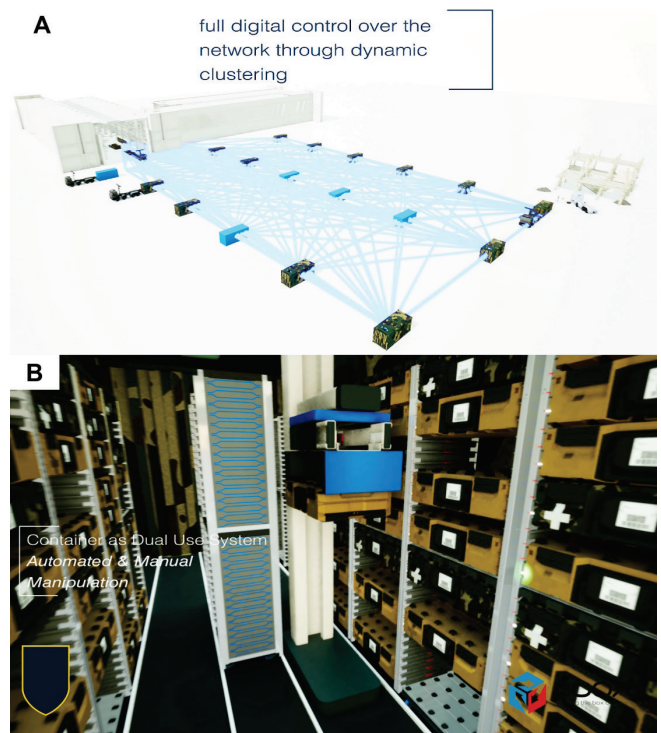 A
full digital control over the
network through dynamic
clustering
B
Container as Dual Use System
Automated & Manual
Manipulation